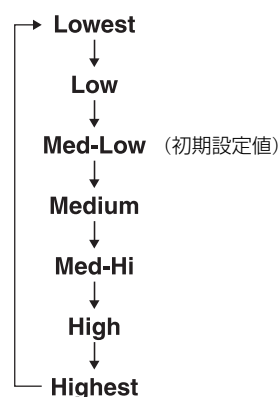 Lowest
Low
Med-Low （初期設定値）
Medium
Med-Hi
High
Highest